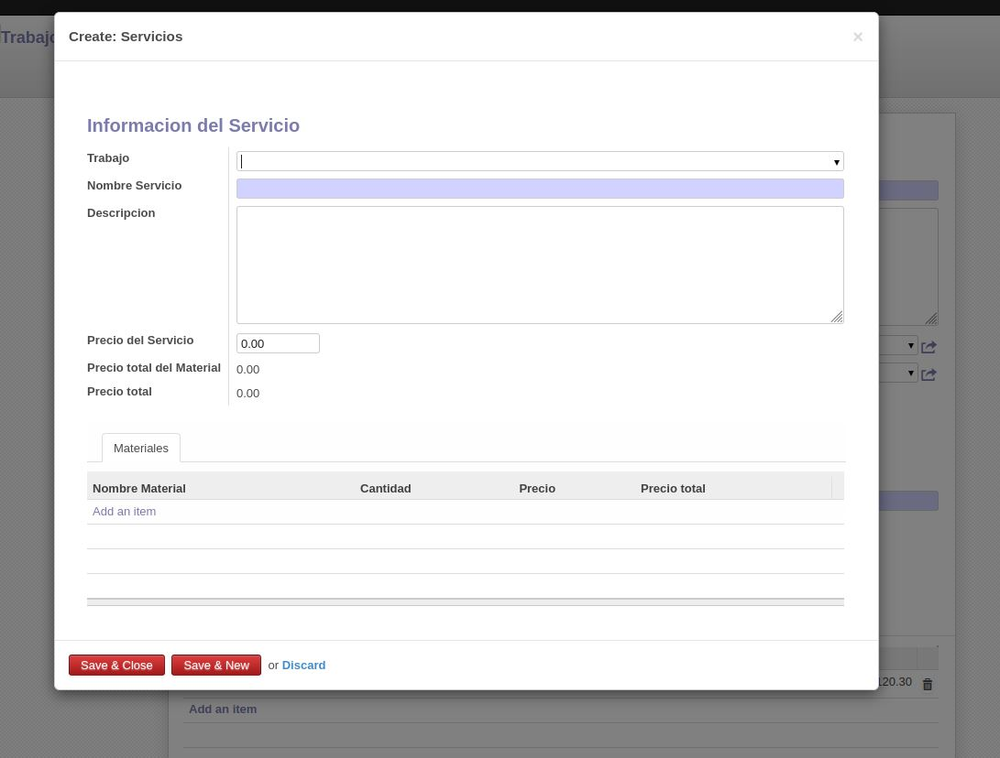 Trabajo
Create: Servicios ×
Informacion del Servicio
Trabajo
Nombre Servicio
Descripcion
Precio del Servicio 0.00
Precio total del Material 0.00
Precio total 0.00
Materiales
Nombre Material Cantidad Precio Precio total
Add an item
Save & Close Save & New or Discard
120.30
Add an item